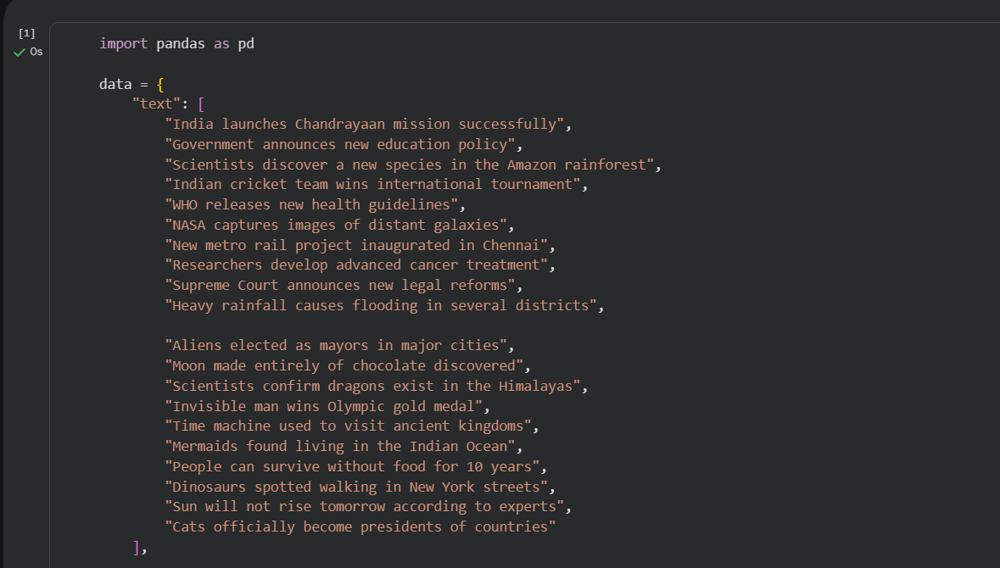 [1]
0s
import pandas as pd
data = {
"text": [
"India launches Chandrayaan mission successfully",
"Government announces new education policy",
"Scientists discover a new species in the Amazon rainforest",
"Indian cricket team wins international tournament",
"WHO releases new health guidelines",
"NASA captures images of distant galaxies",
"New metro rail project inaugurated in Chennai",
"Researchers develop advanced cancer treatment",
"Supreme Court announces new legal reforms",
"Heavy rainfall causes flooding in several districts",
"Aliens elected as mayors in major cities",
"Moon made entirely of chocolate discovered",
"Scientists confirm dragons exist in the Himalayas",
"Invisible man wins Olympic gold medal",
"Time machine used to visit ancient kingdoms",
"Mermaids found living in the Indian Ocean",
"People can survive without food for 10 years",
"Dinosaurs spotted walking in New York streets",
"Sun will not rise tomorrow according to experts",
"Cats officially become presidents of countries"
],